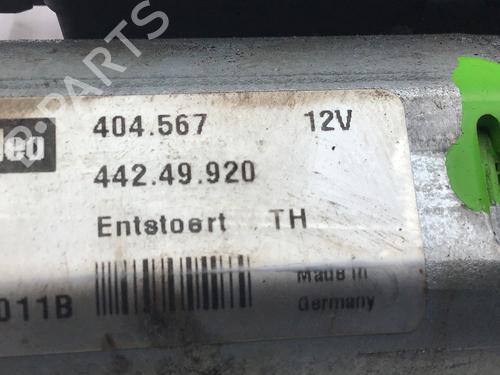 404.567 12V
442.49.920
Entstoert TH
Made in
Germany
011B